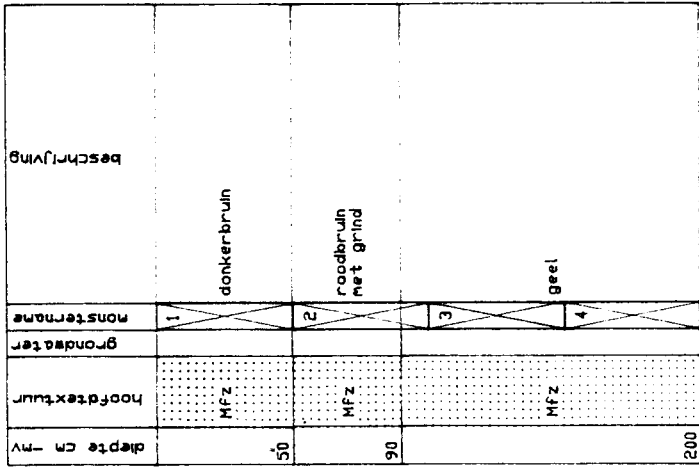 diepte cm -mv
hoofdtextuur
grondwater
monstername
beschrijving
Mfz
1
donkerbruin
50
Mfz
2
roodbruin
met grind
90
Mfz
3
geel
4
200